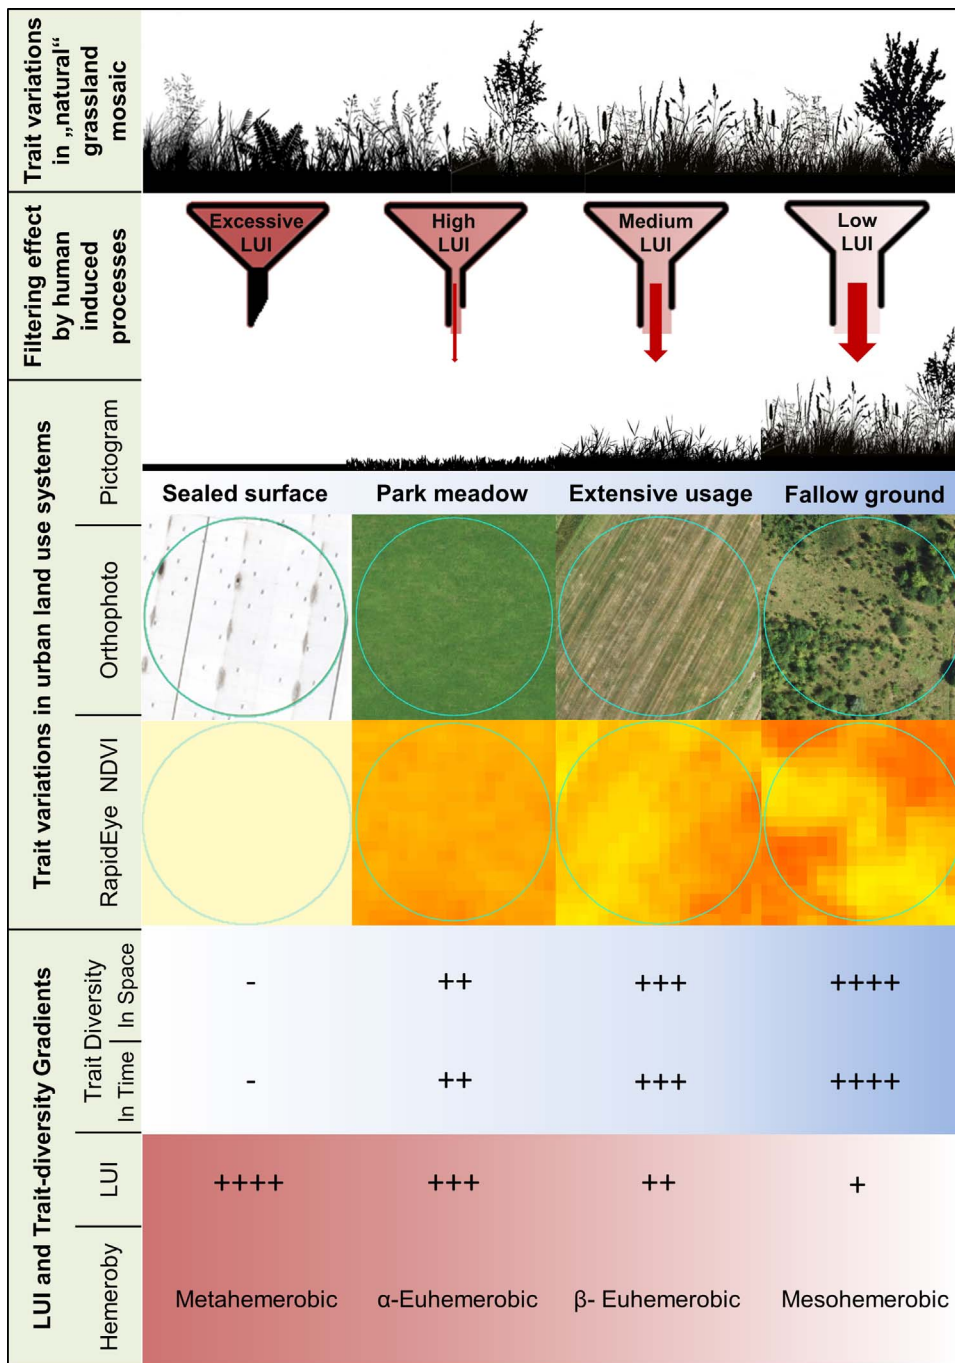 Trait variations
in „natural“
grassland
mosaic
Filtering effect
by human
induced
processes
Excessive
LUI
High
LUI
Medium
LUI
Low
LUI
Trait variations in urban land use systems
Pictogram
Sealed surface
Park meadow
Extensive usage
Fallow ground
Orthophoto
RapidEye NDVI
LUI and Trait-diversity Gradients
Trait Diversity
In Space
- ++ +++ ++++
In Time
- ++ +++ ++++
LUI
++++ +++ ++ +
Hemeroby
Metahemerobic
α-Euhemerobic
β- Euhemerobic
Mesohemerobic